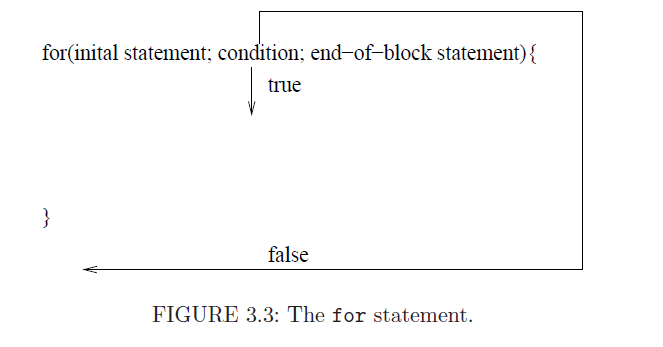 for(inital statement; condition; end−of−block statement){
true
}
false
FIGURE 3.3: The for statement.